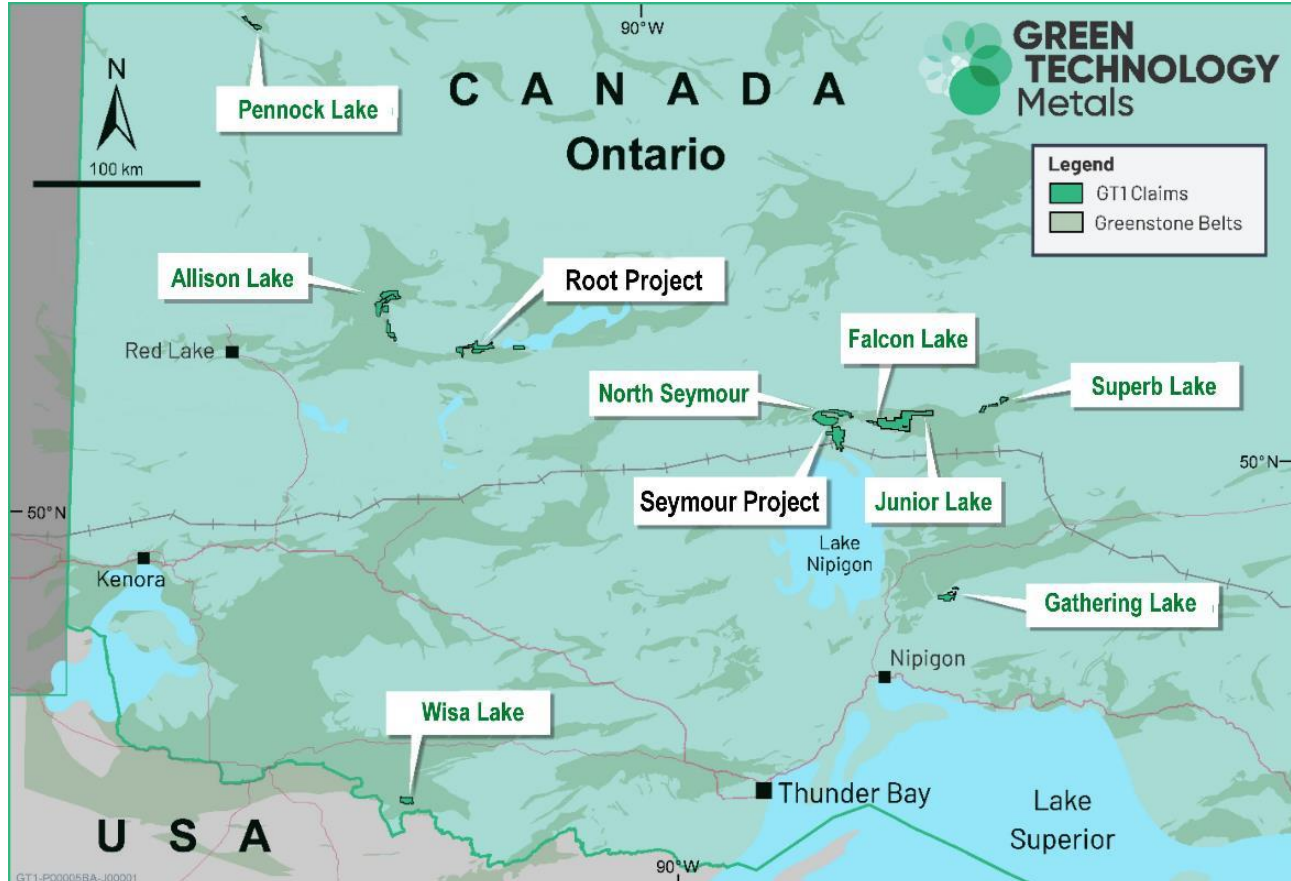 90°W
GREEN
TECHNOLOGY
Metals
N
Pennock Lake
CANADA
Ontario
100 km
Legend
GT1 Claims
Greenstone Belts
Allison Lake
Root Project
Red Lake
Falcon Lake
North Seymour
Superb Lake
50°N
Seymour Project
Junior Lake
50°N
Lake
Nipigon
Kenora
Gathering Lake
Nipigon
Wisa Lake
Thunder Bay
Lake
Superior
USA
90°W